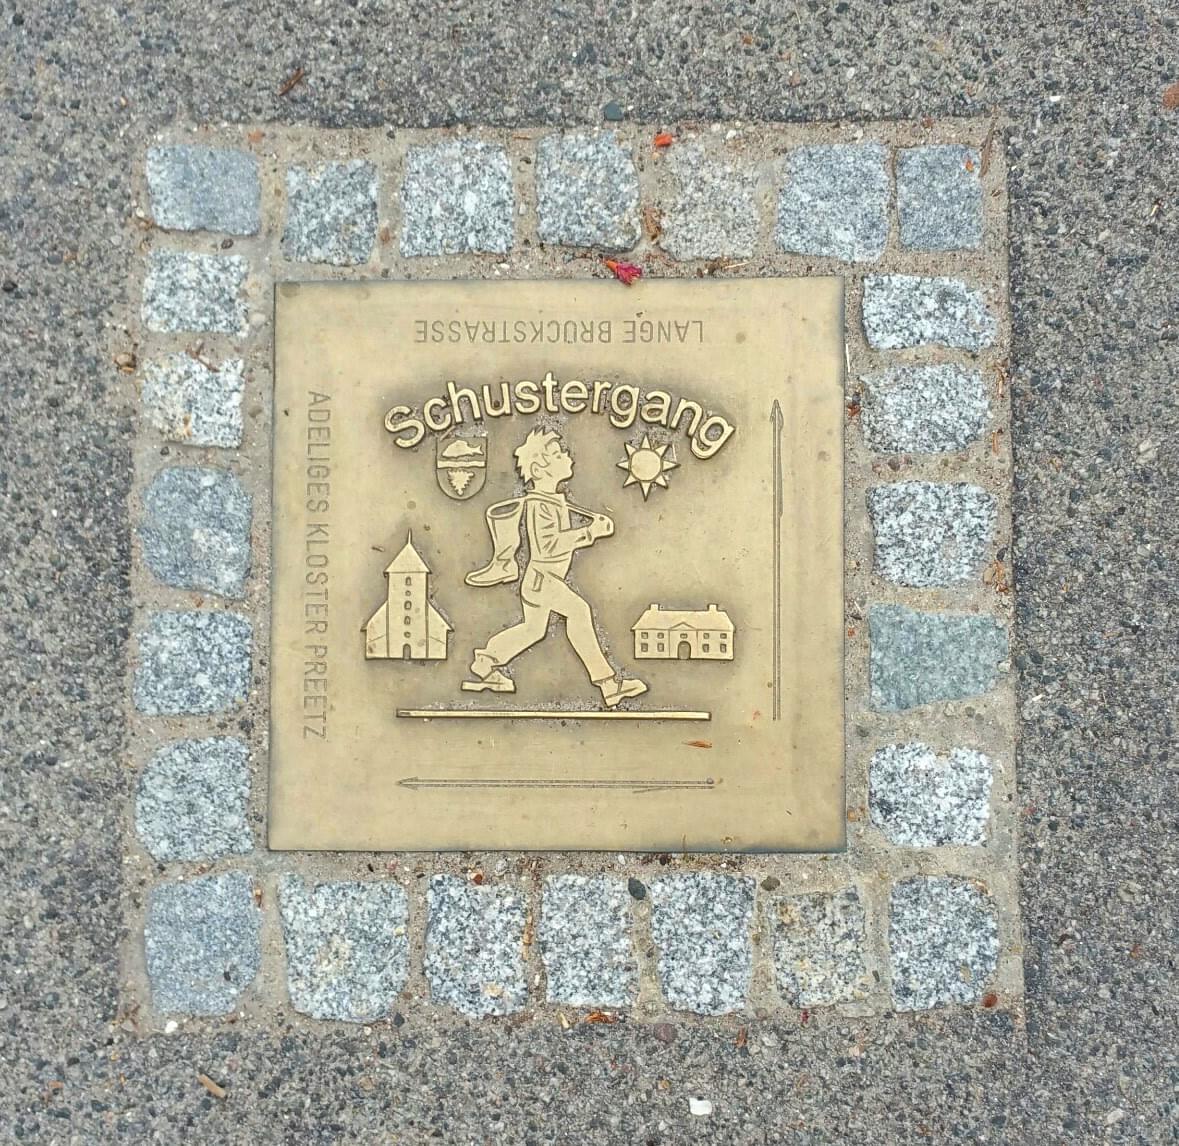 LANGE BRÜCKSTRASSE
Schustergang
ADELIGES KLOSTER PREETZ